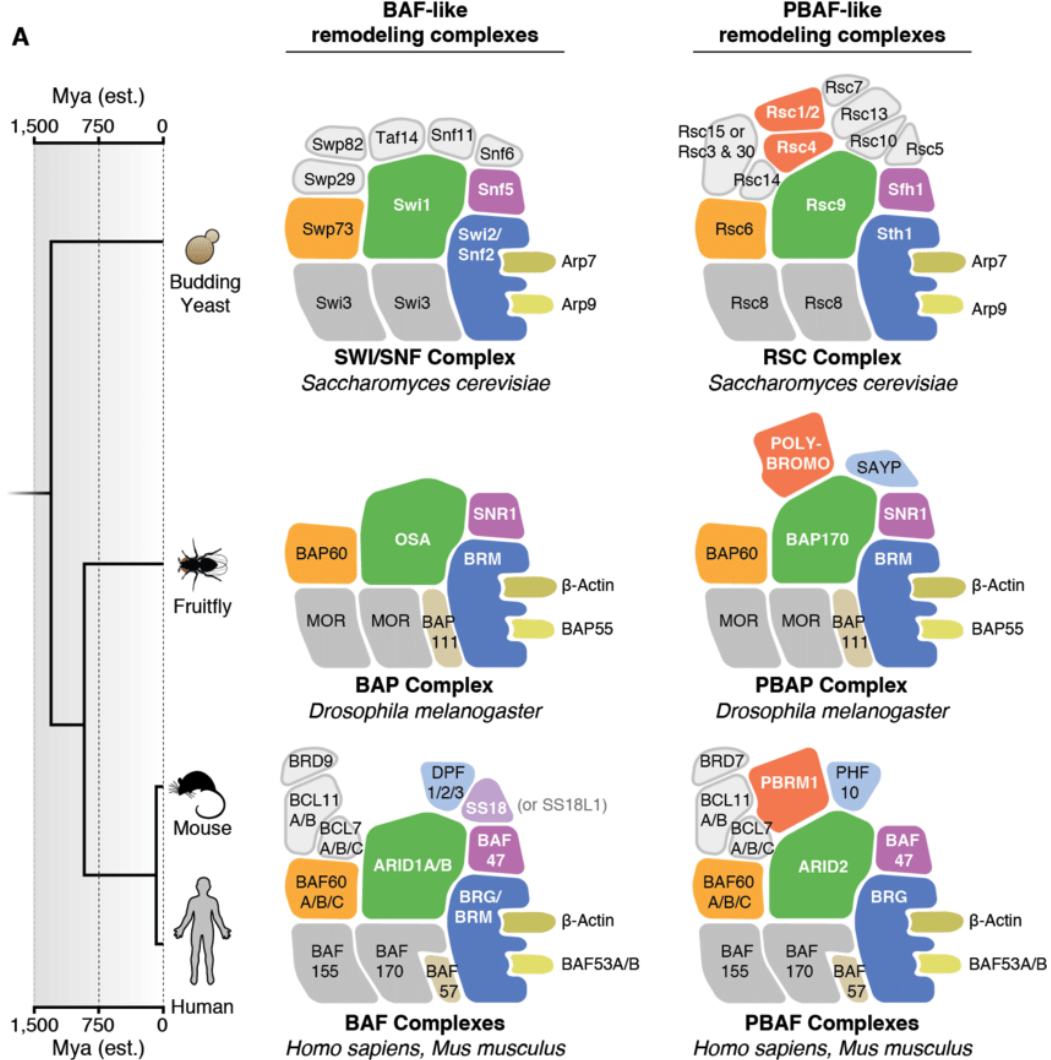 A
BAF-like
remodeling complexes
PBAF-like
remodeling complexes
Mya (est.)
1,500 750 0
Budding
Yeast
Fruitfly
Mouse
Human
1,500 750 0
Mya (est.)
Swp82
Taf14
Snf11
Snf6
Swp29
Swi1
Snf5
Swp73
Swi2/
Snf2
Arp7
Arp9
Swi3
Swi3
SWI/SNF Complex
Saccharomyces cerevisiae
Rsc7
Rsc1/2
Rsc13
Rsc15 or
Rsc3 & 30
Rsc4
Rsc10
Rsc5
Rsc14
Rsc9
Sfh1
Rsc6
Sth1
Arp7
Arp9
Rsc8
Rsc8
RSC Complex
Saccharomyces cerevisiae
OSA
SNR1
BAP60
BRM
β-Actin
BAP55
MOR
MOR
BAP
111
BAP Complex
Drosophila melanogaster
POLY-
BROMO
SAYP
SNR1
BAP60
BAP170
BRM
β-Actin
BAP55
MOR
MOR
BAP
111
PBAP Complex
Drosophila melanogaster
BRD9
DPF
1/2/3
BCL11
A/B
SS18
(or SS18L1)
BCL7
A/B/C
ARID1A/B
BAF
47
BAF60
A/B/C
BRG/
BRM
β-Actin
BAF53A/B
BAF
155
BAF
170
BAF
57
BAF Complexes
Homo sapiens, Mus musculus
BRD7
PBRM1
PHF
10
BCL11
A/B
BCL7
A/B/C
ARID2
BAF
47
BAF60
A/B/C
BRG
β-Actin
BAF53A/B
BAF
155
BAF
170
BAF
57
PBAF Complexes
Homo sapiens, Mus musculus